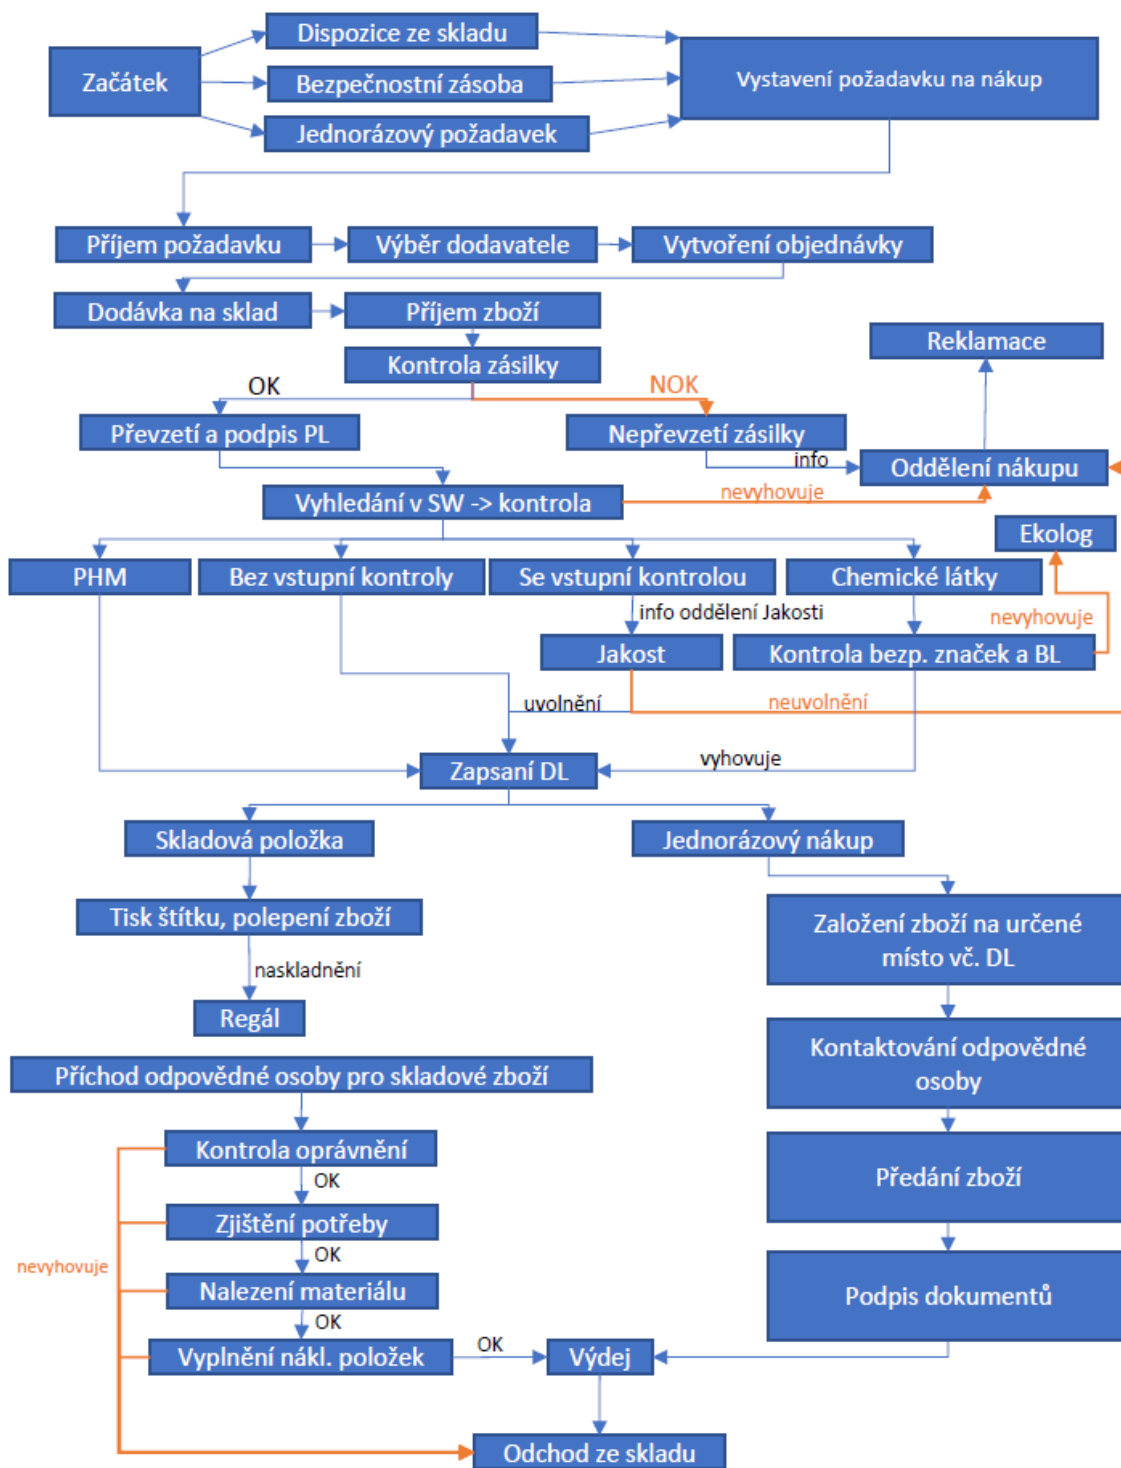 Dispozice ze skladu
Začátek
Bezpečnostní zásoba
Vystavení požadavku na nákup
Jednorázový požadavek
Příjem požadavku
Výběr dodavatele
Vytvoření objednávky
Dodávka na sklad
Příjem zboží
Reklamace
Kontrola zásilky
OK
NOK
Převzetí a podpis PL
Nepřevzetí zásilky
info
Oddělení nákupu
Vyhledání v SW -> kontrola
nevyhovuje
Ekolog
PHM
Bez vstupní kontroly
Se vstupní kontrolou
Chemické látky
info oddělení Jakosti
nevyhovuje
Jakost
Kontrola bezp. značek a BL
uvolnění
neuvolnění
Zapsaní DL
vyhovuje
Skladová položka
Jednorázový nákup
Tisk štítku, polepení zboží
Založení zboží na určené
místo vč. DL
naskladnění
Regál
Kontaktování odpovědné
osoby
Příchod odpovědné osoby pro skladové zboží
Kontrola oprávnění
OK
Předání zboží
Zjištění potřeby
OK
nevyhovuje
Nalezení materiálu
Podpis dokumentů
OK
Vyplnění nákl. položek
OK
Výdej
Odchod ze skladu